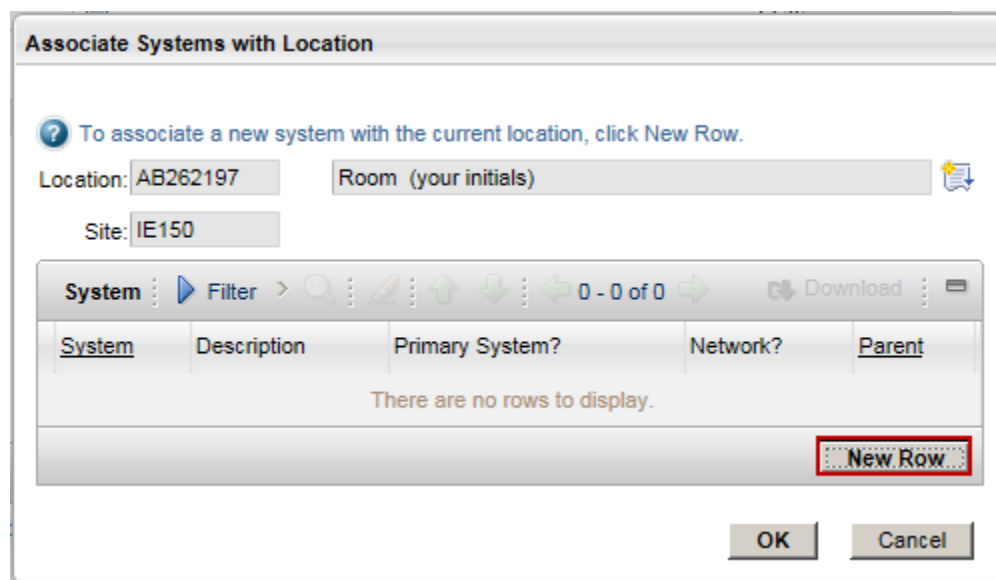 Associate Systems with Location
? To associate a new system with the current location, click New Row.
Location: AB262197 Room (your initials)
Site: IE150
System Filter > 0 - 0 of 0 Download
System Description Primary System? Network? Parent
There are no rows to display.
New Row
OK Cancel